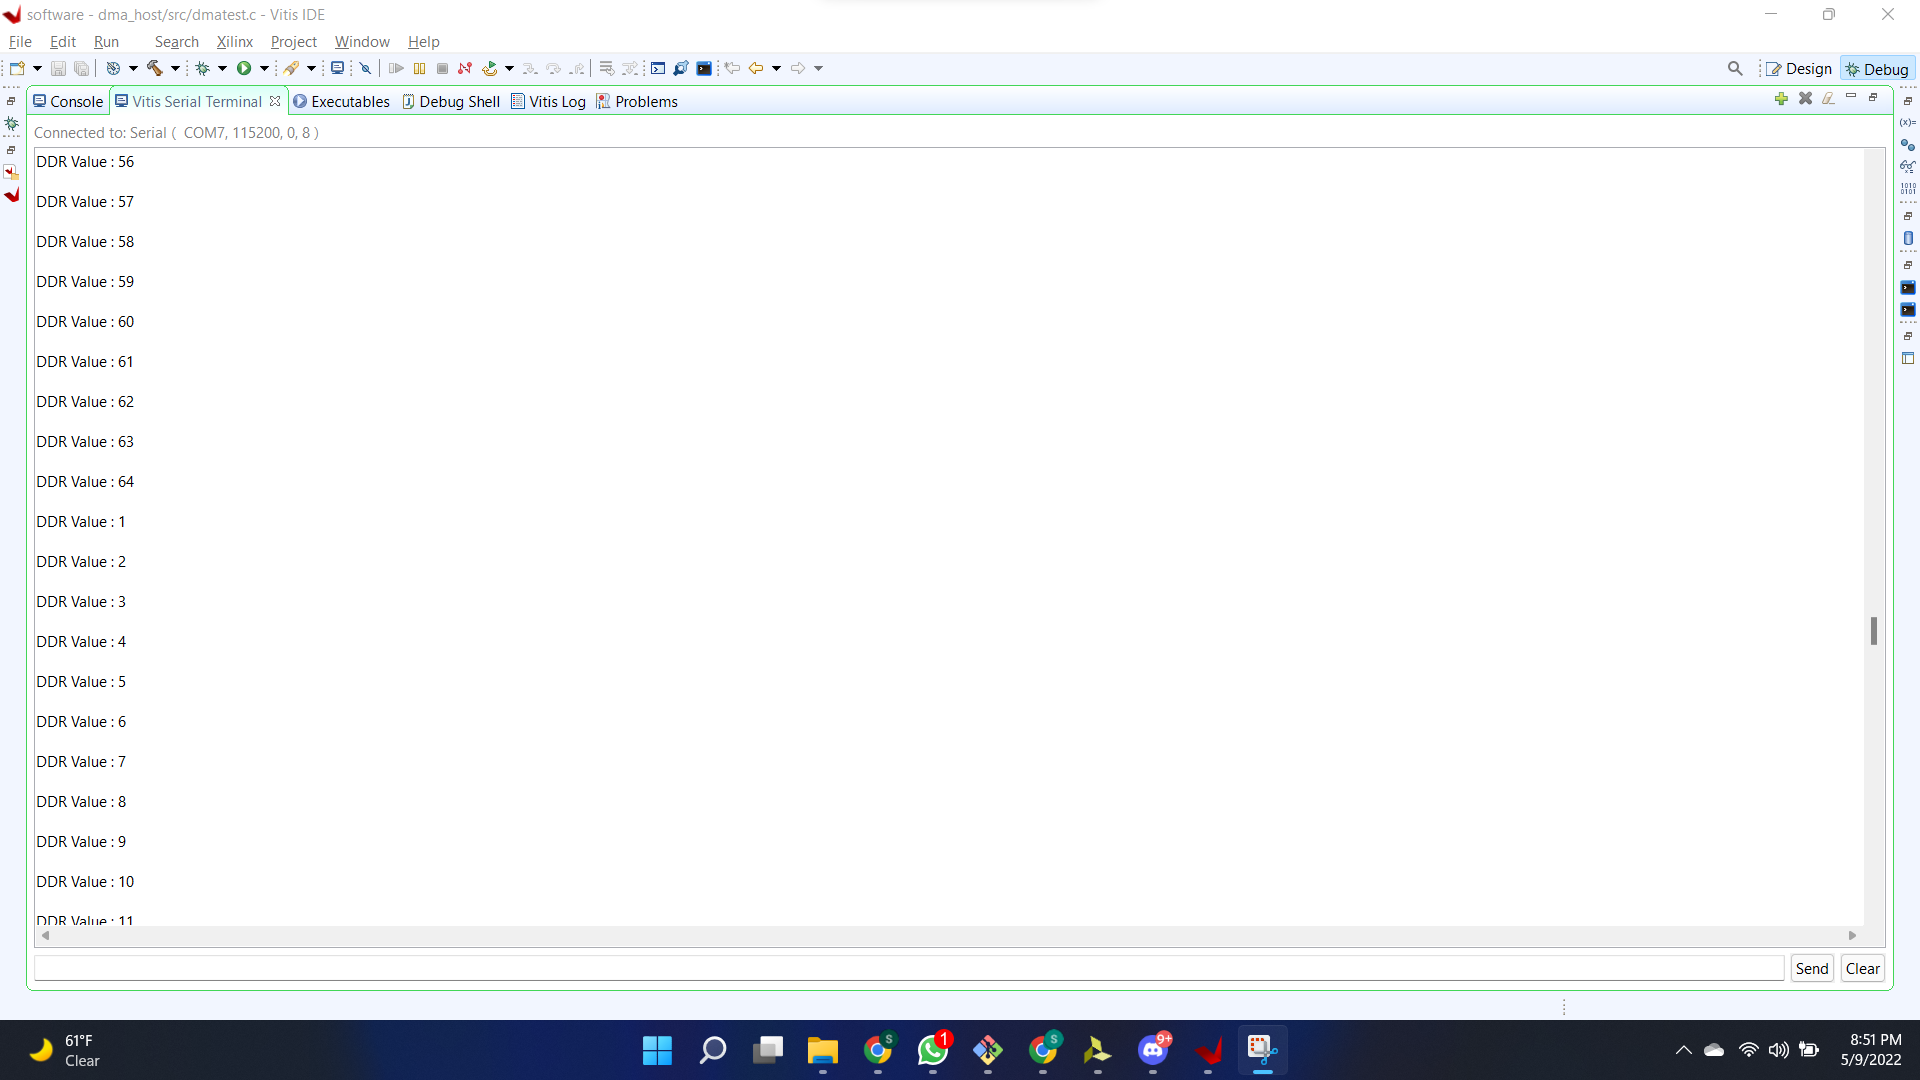 software - dma_host/src/dmatest.c - Vitis IDE
File Edit Run Search Xilinx Project Window Help
Design Debug
Console Vitis Serial Terminal Executables Debug Shell Vitis Log Problems
Connected to: Serial ( COM7, 115200, 0, 8 )
DDR Value : 56
DDR Value : 57
DDR Value : 58
DDR Value : 59
DDR Value : 60
DDR Value : 61
DDR Value : 62
DDR Value : 63
DDR Value : 64
DDR Value : 1
DDR Value : 2
DDR Value : 3
DDR Value : 4
DDR Value : 5
DDR Value : 6
DDR Value : 7
DDR Value : 8
DDR Value : 9
DDR Value : 10
DDR Value : 11
Send Clear
61°F
Clear
S
1
S
9+
8:51 PM
5/9/2022